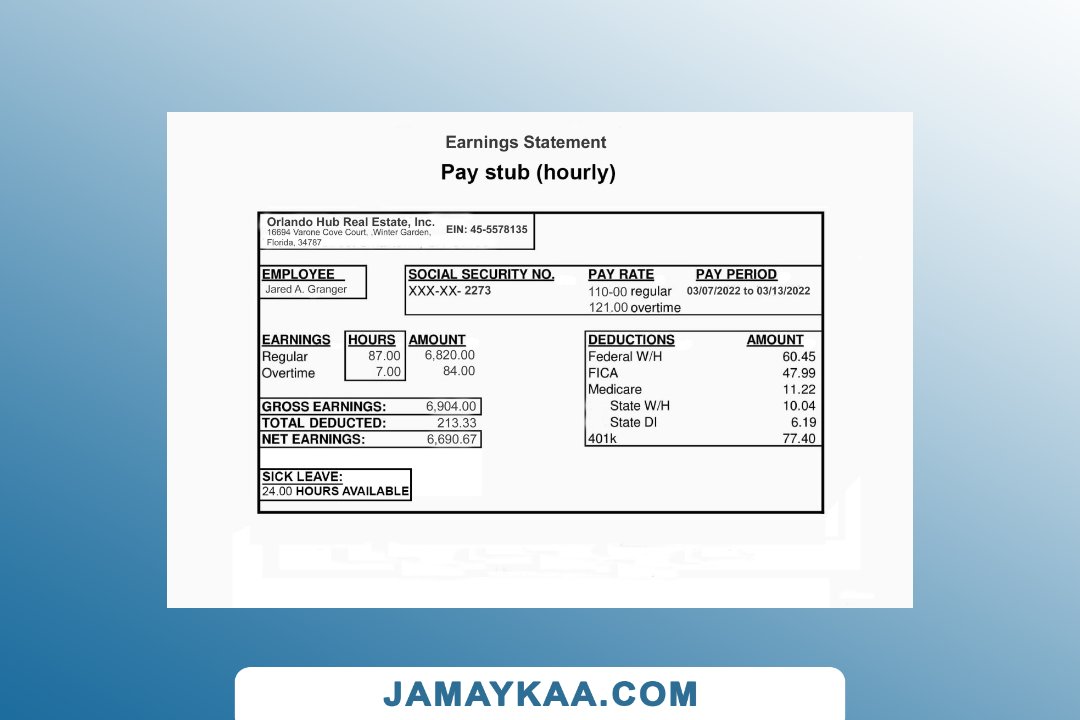 Earnings Statement
Pay stub (hourly)
Orlando Hub Real Estate, Inc.
16694 Varone Cove Court, .Winter Garden,
Florida, 34787
EIN: 45-5578135
EMPLOYEE
Jared A. Granger
SOCIAL SECURITY NO. PAY RATE PAY PERIOD
XXX-XX- 2273 110-00 regular 03/07/2022 to 03/13/2022
121.00 overtime
EARNINGS HOURS AMOUNT
Regular 87.00 6,820.00
Overtime 7.00 84.00
GROSS EARNINGS: 6,904.00
TOTAL DEDUCTED: 213.33
NET EARNINGS: 6,690.67
DEDUCTIONS AMOUNT
Federal W/H 60.45
FICA 47.99
Medicare 11.22
State W/H 10.04
State DI 6.19
401k 77.40
SICK LEAVE:
24.00 HOURS AVAILABLE
JAMAYKAA.COM